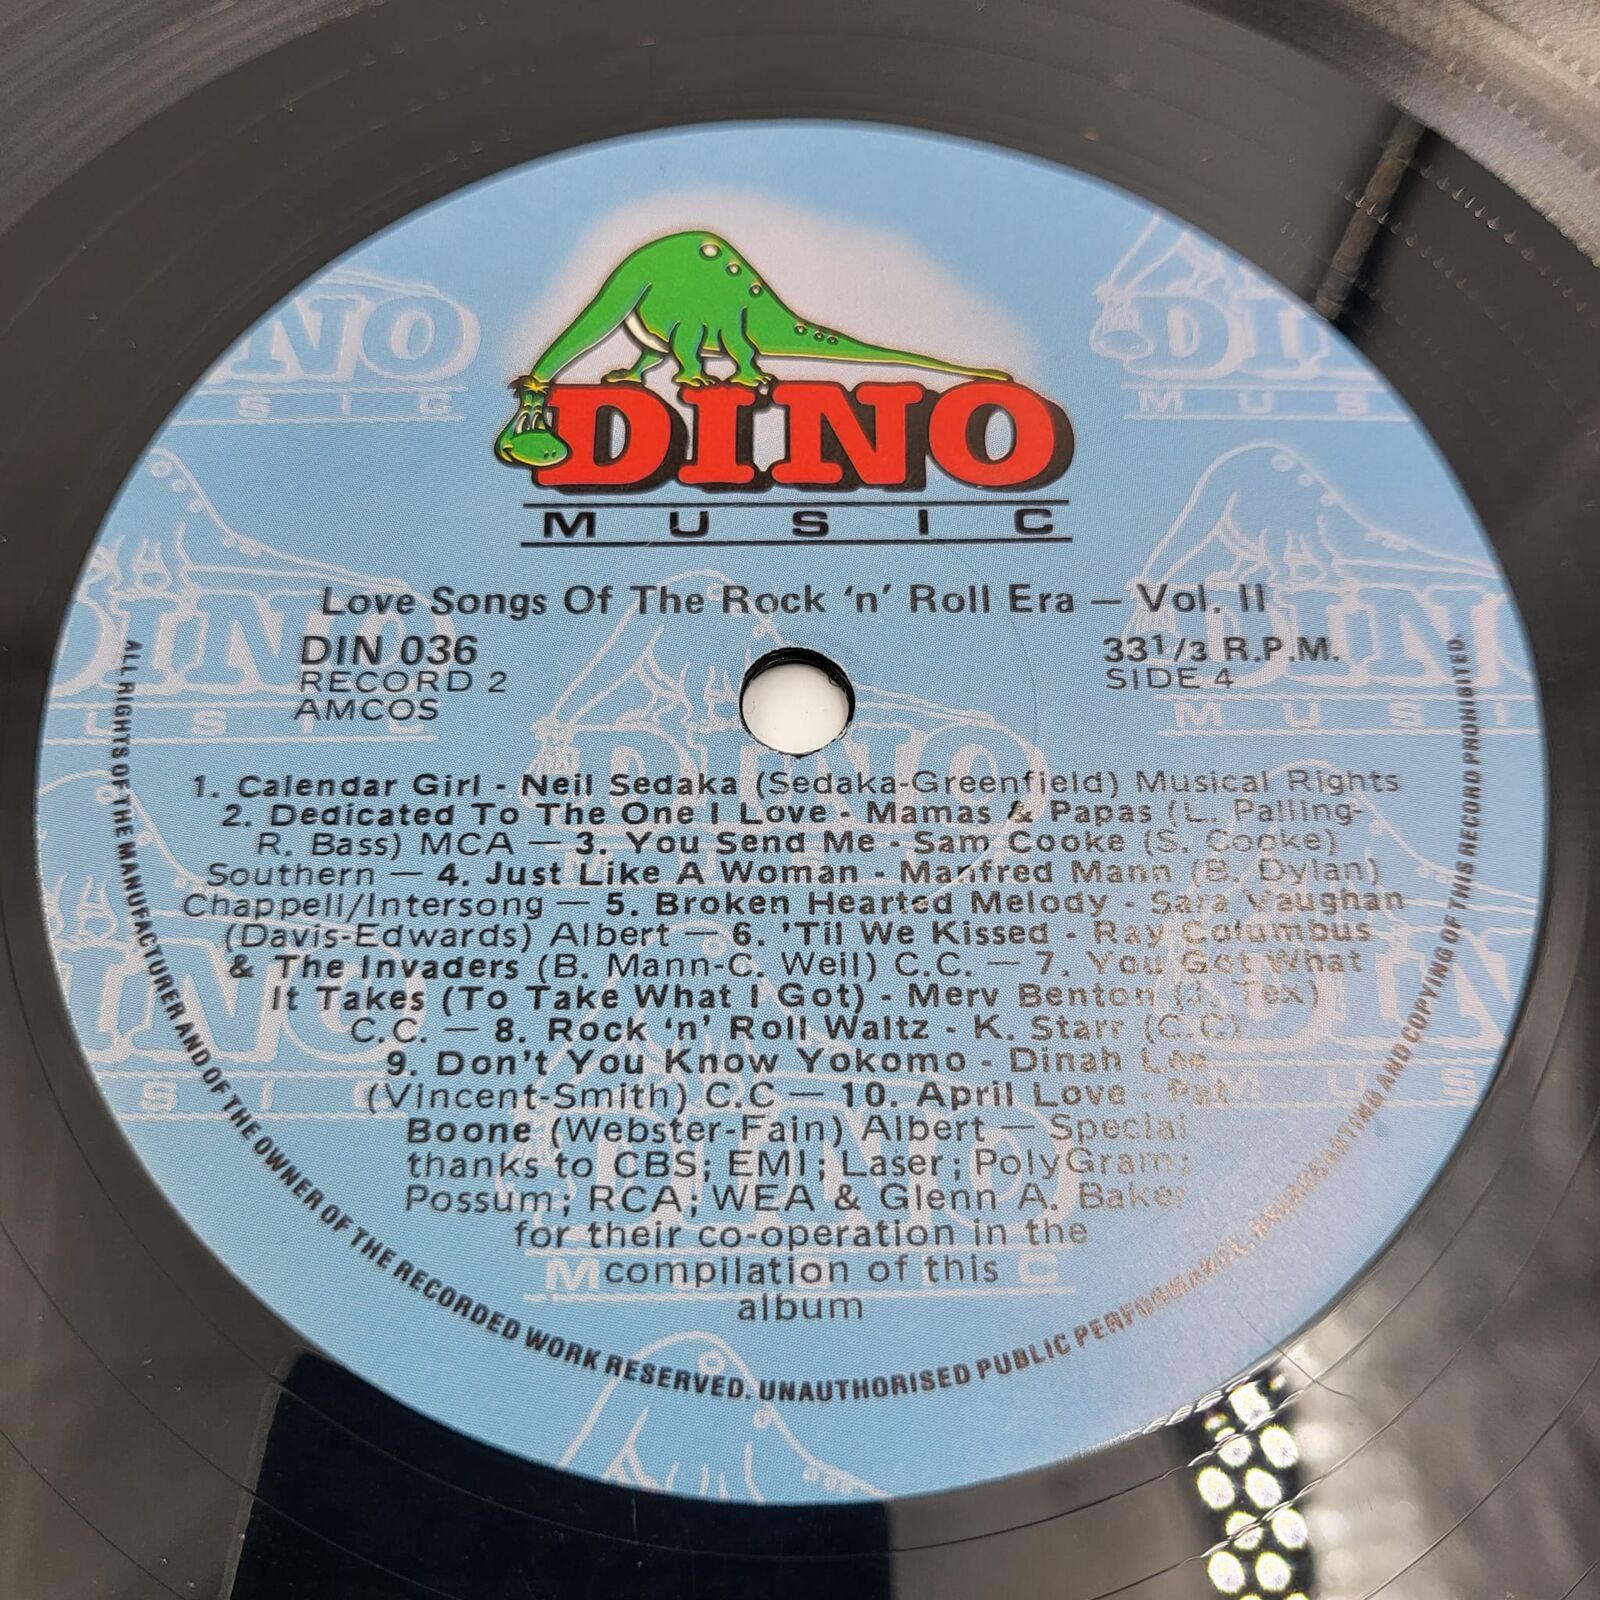 DINO
MUSIC
Love Songs Of The Rock 'n' Roll Era — Vol. II
DIN 036
RECORD 2
AMCOS
33 1/3 R.P.M.
SIDE 4
1. Calendar Girl - Neil Sedaka (Sedaka-Greenfield) Musical Rights
2. Dedicated To The One I Love - Mamas & Papas (L. Palling-
R. Bass) MCA — 3. You Send Me - Sam Cooke (S. Cooke)
Southern — 4. Just Like A Woman - Manfred Mann (B. Dylan)
Chappell/Intersong — 5. Broken Hearted Melody - Sara Vaughan
(Davis-Edwards) Albert — 6. 'Til We Kissed - Ray Columbus
& The Invaders (B. Mann-C. Weil) C.C. — 7. You Got What
It Takes (To Take What I Got) - Merv Benton (J. Tex)
C.C. — 8. Rock 'n' Roll Waltz - K. Starr (C.C)
9. Don't You Know Yokomo - Dinah Lee
(Vincent-Smith) C.C — 10. April Love - Pat
Boone (Webster-Fain) Albert — Special
thanks to CBS; EMI; Laser; PolyGram;
Possum; RCA; WEA & Glenn A. Baker
for their co-operation in the
compilation of this
album
ALL RIGHTS OF THE MANUFACTURER AND OF THE OWNER OF THE RECORDED WORK RESERVED. UNAUTHORISED PUBLIC PERFORMANCE, BROADCASTING AND COPYING OF THIS RECORD PROHIBITED.